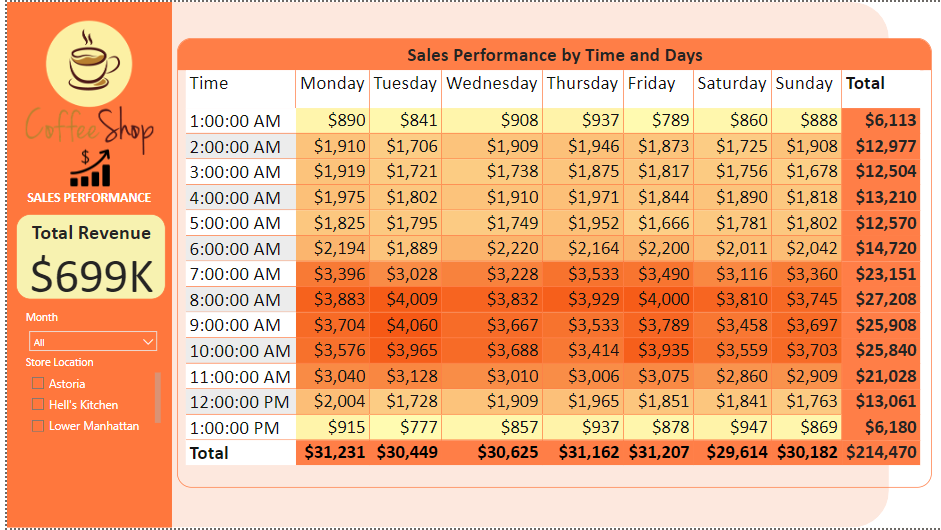 Coffee Shop
$
SALES PERFORMANCE
Total Revenue
$699K
Month
All
Store Location
Astoria
Hell's Kitchen
Lower Manhattan
Sales Performance by Time and Days
Time Monday Tuesday Wednesday Thursday Friday Saturday Sunday Total
1:00:00 AM $890 $841 $908 $937 $789 $860 $888 $6,113
2:00:00 AM $1,910 $1,706 $1,909 $1,946 $1,873 $1,725 $1,908 $12,977
3:00:00 AM $1,919 $1,721 $1,738 $1,875 $1,817 $1,756 $1,678 $12,504
4:00:00 AM $1,975 $1,802 $1,910 $1,971 $1,844 $1,890 $1,818 $13,210
5:00:00 AM $1,825 $1,795 $1,749 $1,952 $1,666 $1,781 $1,802 $12,570
6:00:00 AM $2,194 $1,889 $2,220 $2,164 $2,200 $2,011 $2,042 $14,720
7:00:00 AM $3,396 $3,028 $3,228 $3,533 $3,490 $3,116 $3,360 $23,151
8:00:00 AM $3,883 $4,009 $3,832 $3,929 $4,000 $3,810 $3,745 $27,208
9:00:00 AM $3,704 $4,060 $3,667 $3,533 $3,789 $3,458 $3,697 $25,908
10:00:00 AM $3,576 $3,965 $3,688 $3,414 $3,935 $3,559 $3,703 $25,840
11:00:00 AM $3,040 $3,128 $3,010 $3,006 $3,075 $2,860 $2,909 $21,028
12:00:00 PM $2,004 $1,728 $1,909 $1,965 $1,851 $1,841 $1,763 $13,061
1:00:00 PM $915 $777 $857 $937 $878 $947 $869 $6,180
Total $31,231 $30,449 $30,625 $31,162 $31,207 $29,614 $30,182 $214,470